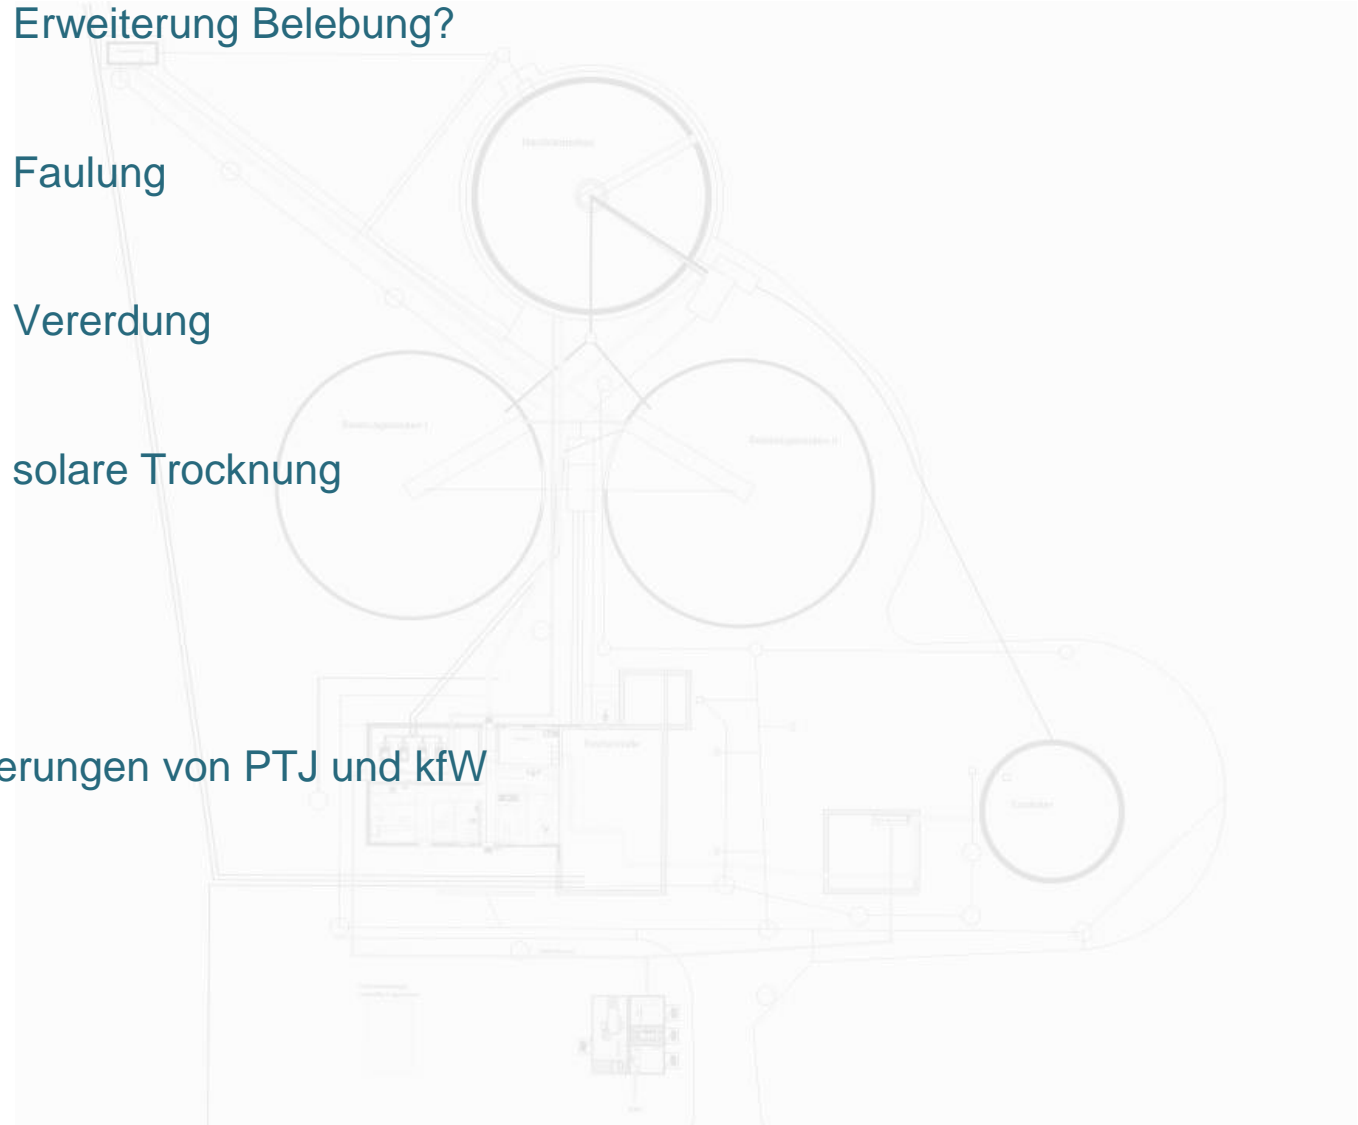 Erweiterung Belebung?
Faulung
Vererdung
solare Trocknung
erungen von PTJ und kfW